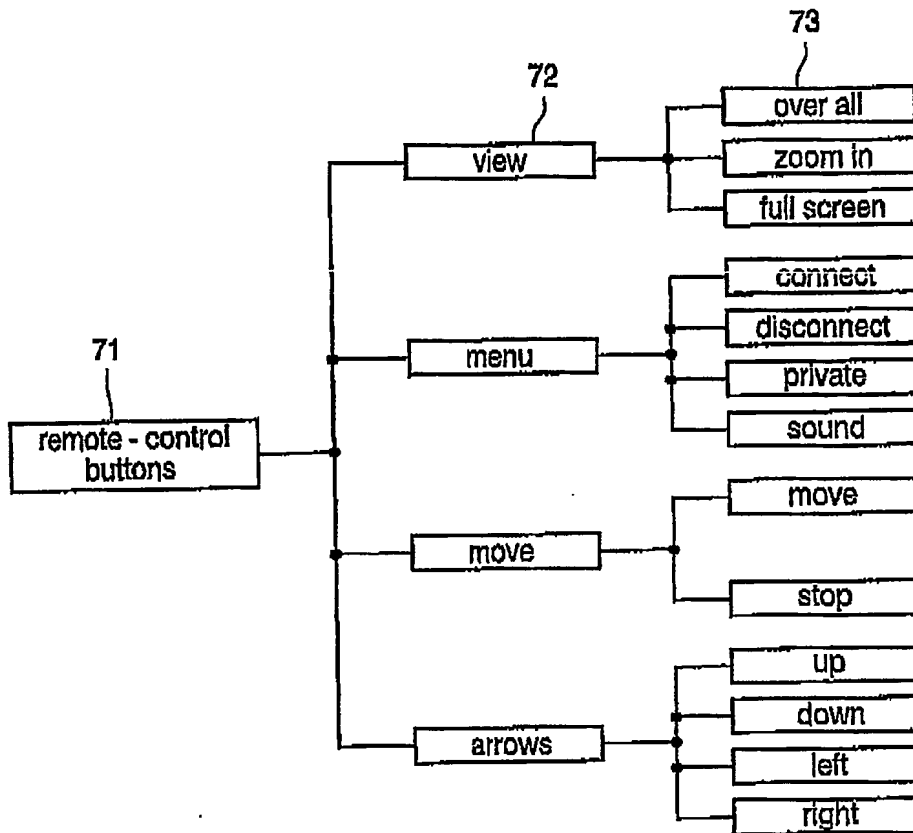 73
72
over all
view
zoom in
full screen
connect
71
disconnect
menu
private
remote - control
buttons
sound
move
move
stop
up
down
arrows
left
right